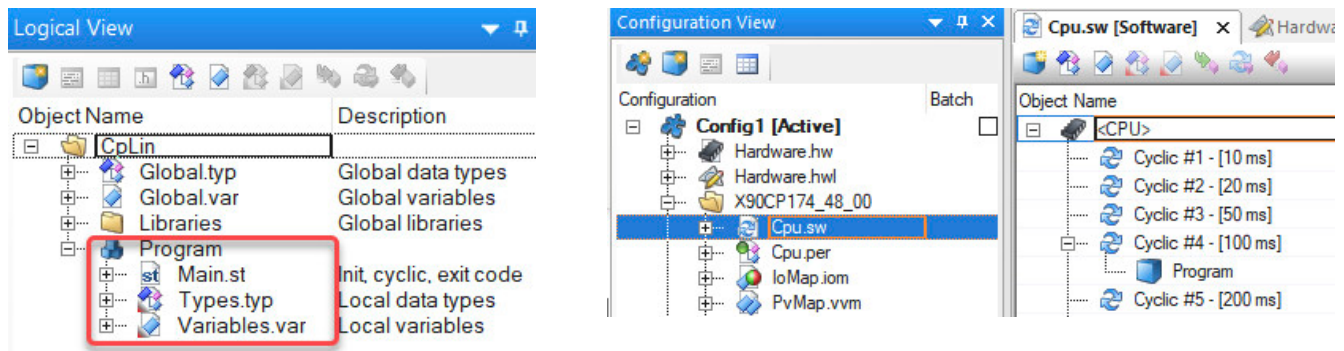 Logical View
Object Name Description
CpLin
Global.typ Global data types
Global.var Global variables
Libraries Global libraries
Program
st Main.st Init, cyclic, exit code
Types.typ Local data types
Variables.var Local variables
Configuration View
Configuration Batch
Config1 [Active]
Hardware.hw
Hardware.hwl
X90CP174_48_00
Cpu.sw
Cpu.per
IoMap.iom
PvMap.vvm
Cpu.sw [Software] X Hardwa
Object Name
<CPU>
Cyclic #1 - [10 ms]
Cyclic #2 - [20 ms]
Cyclic #3 - [50 ms]
Cyclic #4 - [100 ms]
Program
Cyclic #5 - [200 ms]